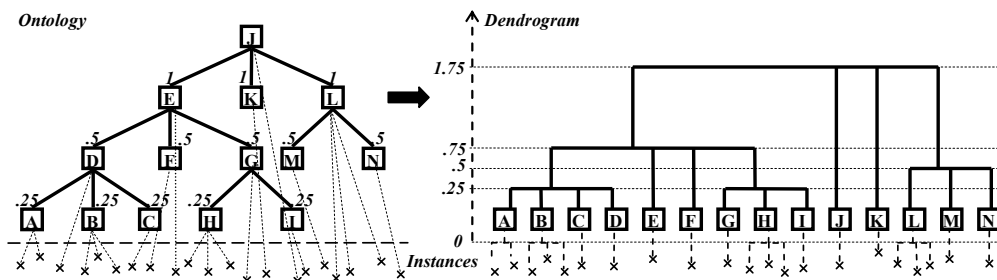 Ontology
Dendrogram
J
1 1 1
1.75
E K L
.5 .5 .5 .5 .5
D F G M N
.75
.5
.25 .25 .25 .25 .25
.25
A B C H I
A B C D E F G H I J K L M N
0
Instances